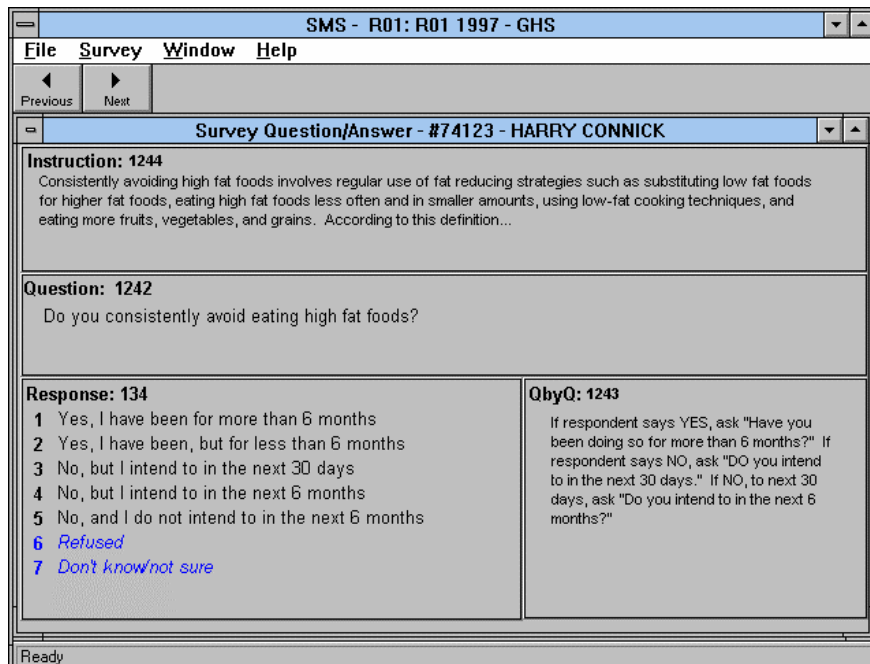 SMS - R01: R01 1997 - GHS
File Survey Window Help
Previous Next
Survey Question/Answer - #74123 - HARRY CONNICK
Instruction: 1244
Consistently avoiding high fat foods involves regular use of fat reducing strategies such as substituting low fat foods
for higher fat foods, eating high fat foods less often and in smaller amounts, using low-fat cooking techniques, and
eating more fruits, vegetables, and grains. According to this definition...
Question: 1242
Do you consistently avoid eating high fat foods?
Response: 134
1 Yes, I have been for more than 6 months
2 Yes, I have been, but for less than 6 months
3 No, but I intend to in the next 30 days
4 No, but I intend to in the next 6 months
5 No, and I do not intend to in the next 6 months
6 Refused
7 Don't know/not sure
QbyQ: 1243
If respondent says YES, ask "Have you
been doing so for more than 6 months?" If
respondent says NO, ask "DO you intend
to in the next 30 days." If NO, to next 30
days, ask "Do you intend to in the next 6
months?"
Ready